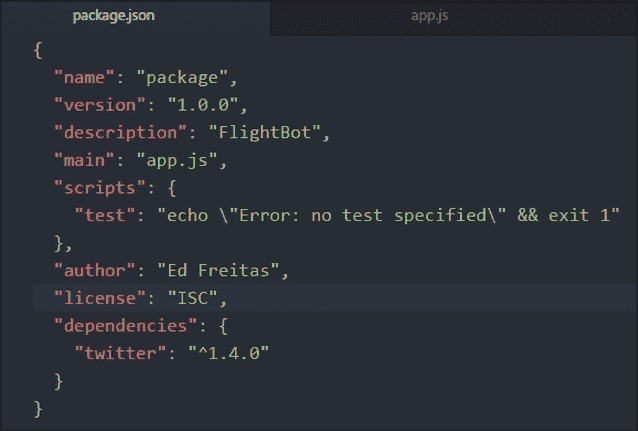 package.json app.js
{
"name": "package",
"version": "1.0.0",
"description": "FlightBot",
"main": "app.js",
"scripts": {
"test": "echo \"Error: no test specified\" && exit 1"
},
"author": "Ed Freitas",
"license": "ISC",
"dependencies": {
"twitter": "^1.4.0"
}
}